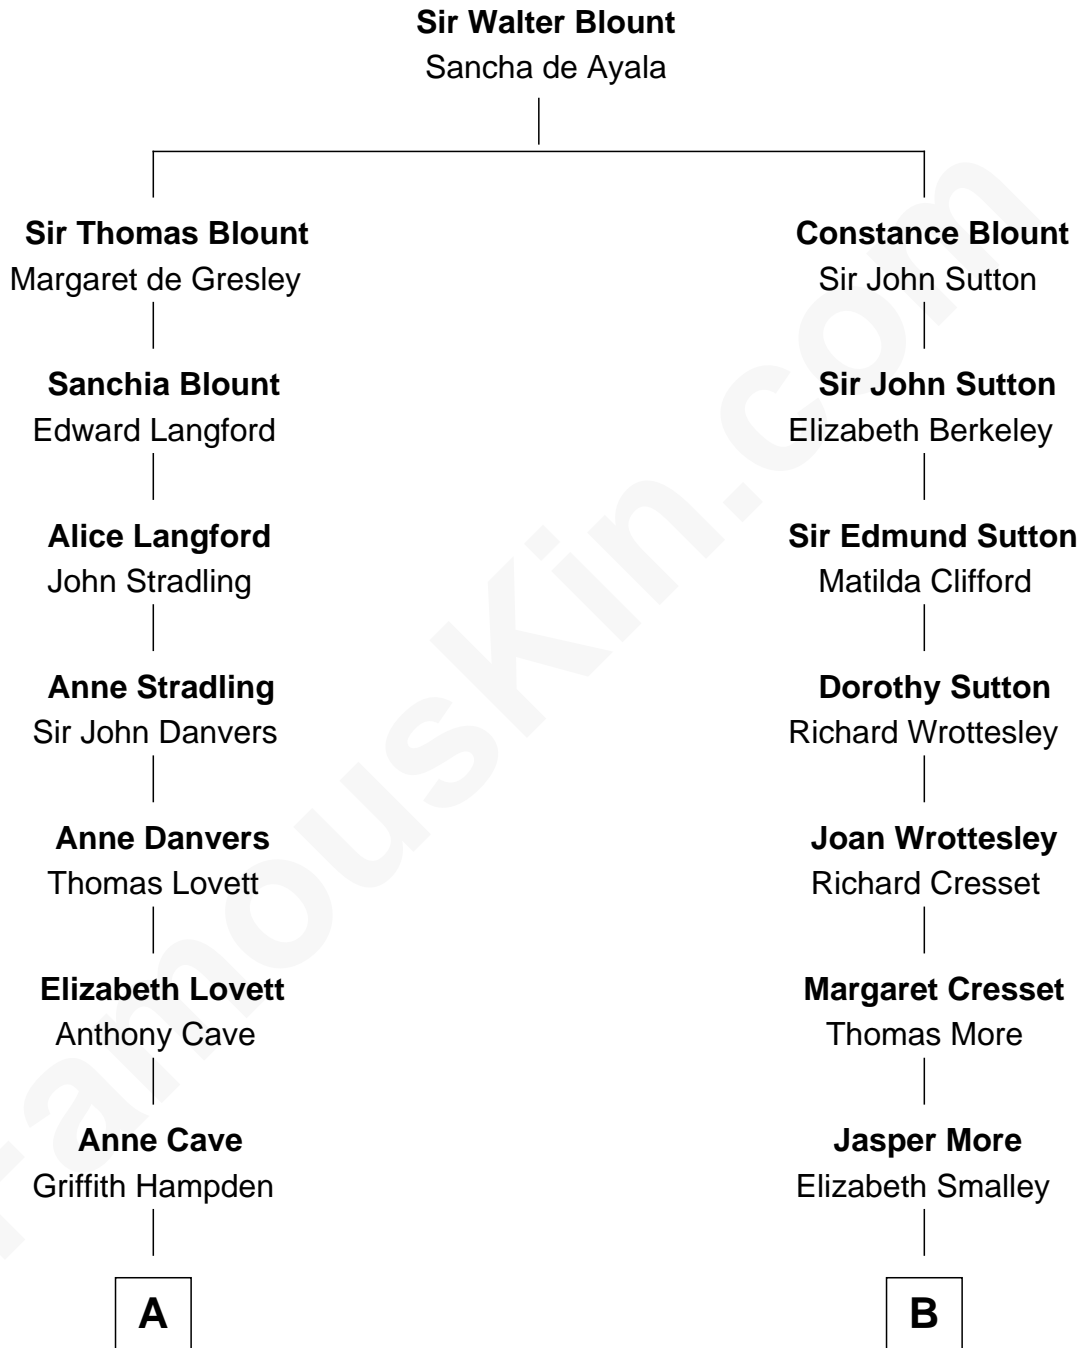 Sir Walter Blount
Sancha de Ayala
Sir Thomas Blount
Margaret de Gresley
Constance Blount
Sir John Sutton
Sanchia Blount
Edward Langford
Sir John Sutton
Elizabeth Berkeley
Alice Langford
John Stradling
Sir Edmund Sutton
Matilda Clifford
Anne Stradling
Sir John Danvers
Dorothy Sutton
Richard Wrottesley
Anne Danvers
Thomas Lovett
Joan Wrottesley
Richard Cresset
Elizabeth Lovett
Anthony Cave
Margaret Cresset
Thomas More
Anne Cave
Griffith Hampden
Jasper More
Elizabeth Smalley
A
B
FamousKin.com